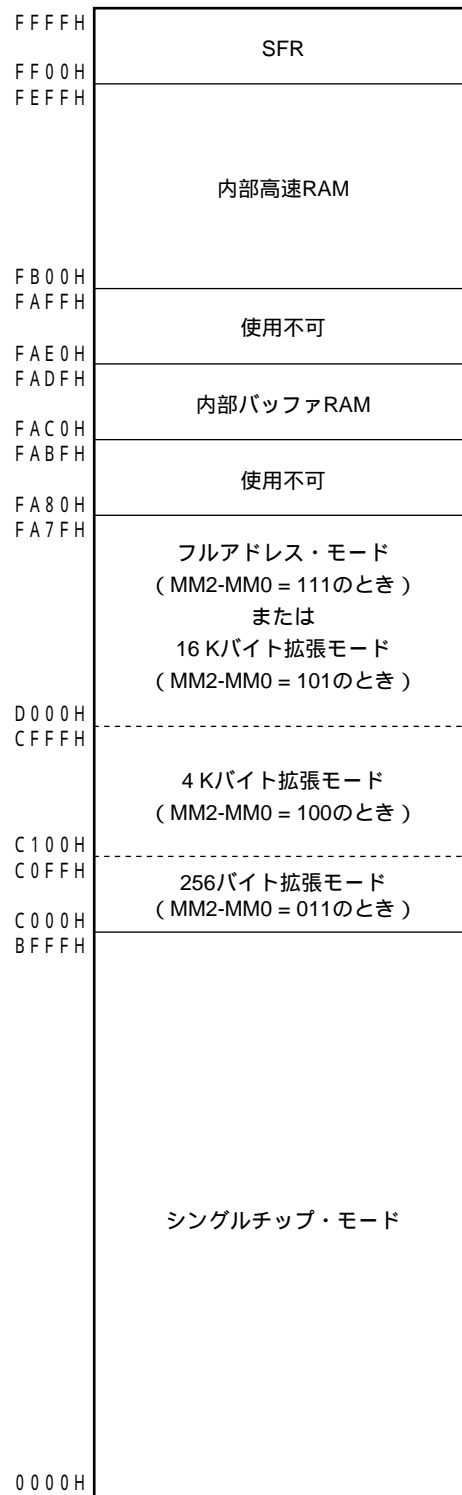 FFFFH
SFR
FF00H
FEFFH
内部高速RAM
FB00H
FAFFH
使用不可
FAE0H
FADFH
内部バッファRAM
FAC0H
FABFH
使用不可
FA80H
FA7FH
フルアドレス・モード
(MM2-MM0 = 111のとき)
または
16 Kバイト拡張モード
(MM2-MM0 = 101のとき)
D000H
CFFFH
4 Kバイト拡張モード
(MM2-MM0 = 100のとき)
C100H
C0FFH
256バイト拡張モード
(MM2-MM0 = 011のとき)
C000H
BFFFH
シングルチップ・モード
0000H